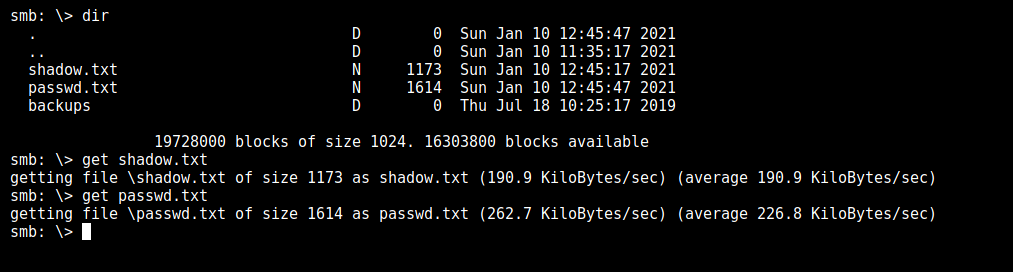 smb: \> dir
  .                                   D        0  Sun Jan 10 12:45:47 2021
  ..                                  D        0  Sun Jan 10 11:35:17 2021
  shadow.txt                          N     1173  Sun Jan 10 12:45:17 2021
  passwd.txt                          N     1614  Sun Jan 10 12:45:47 2021
  backups                             D        0  Thu Jul 18 10:25:17 2019

                19728000 blocks of size 1024. 16303800 blocks available
smb: \> get shadow.txt
getting file \shadow.txt of size 1173 as shadow.txt (190.9 KiloBytes/sec) (average 190.9 KiloBytes/sec)
smb: \> get passwd.txt
getting file \passwd.txt of size 1614 as passwd.txt (262.7 KiloBytes/sec) (average 226.8 KiloBytes/sec)
smb: \>